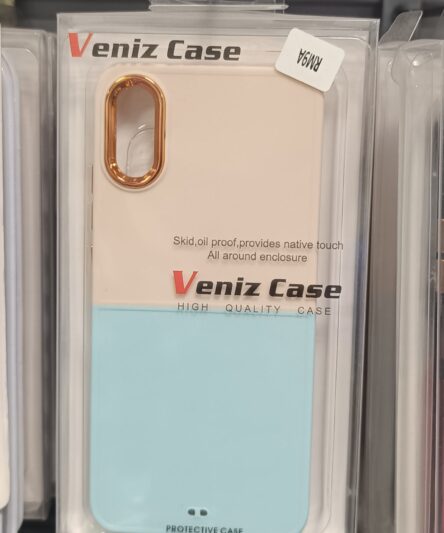 Veniz Case
RM9A
Skid,oil proof,provides native touch
All around enclosure
Veniz Case
HIGH QUALITY CASE
PROTECTIVE CASE